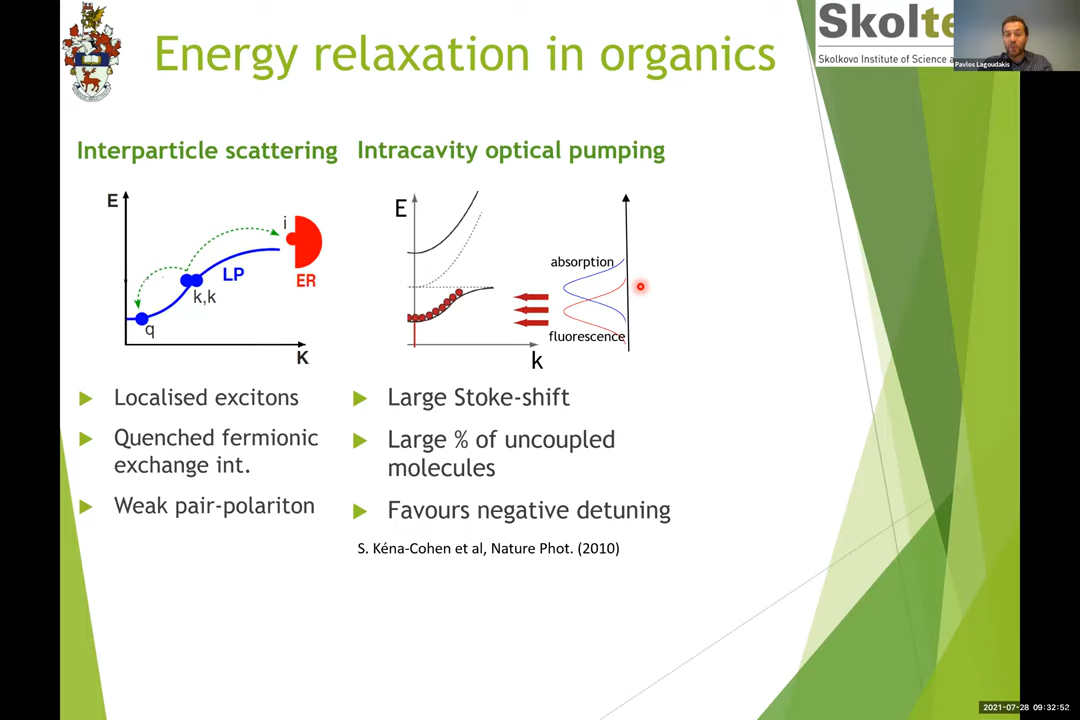 Energy relaxation in organics
Skolte
Skolkovo Institute of Science a
Pavlos Lagoudakis
Interparticle scattering
Intracavity optical pumping
E
i
LP
ER
k,k
q
K
E
absorption
fluorescence
k
Localised excitons
Quenched fermionic
exchange int.
Weak pair-polariton
Large Stoke-shift
Large % of uncoupled
molecules
Favours negative detuning
S. Kéna-Cohen et al, Nature Phot. (2010)
2021-07-28 09:32:52